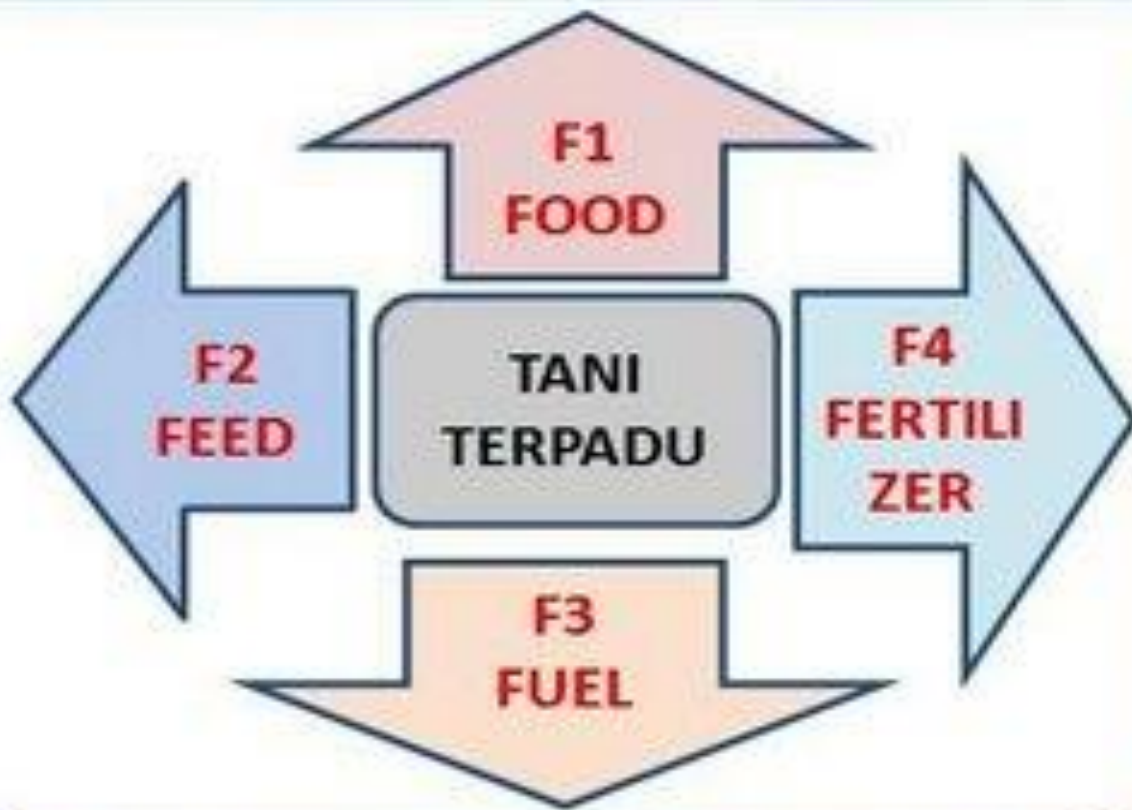 F1
FOOD
F2
FEED
TANI
TERPADU
F4
FERTILI
ZER
F3
FUEL